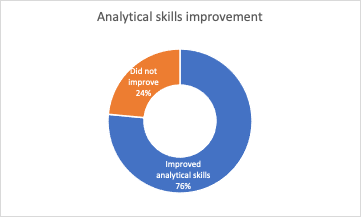 Analytical skills improvement
Did not
improve
24%
Improved
analytical skills
76%